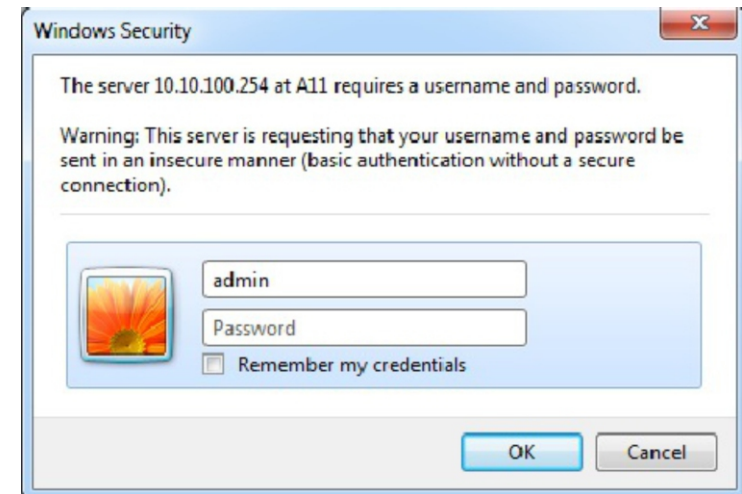 Windows Security
The server 10.10.100.254 at A11 requires a username and password.
Warning: This server is requesting that your username and password be
sent in an insecure manner (basic authentication without a secure
connection).
admin
Password
Remember my credentials
OK
Cancel